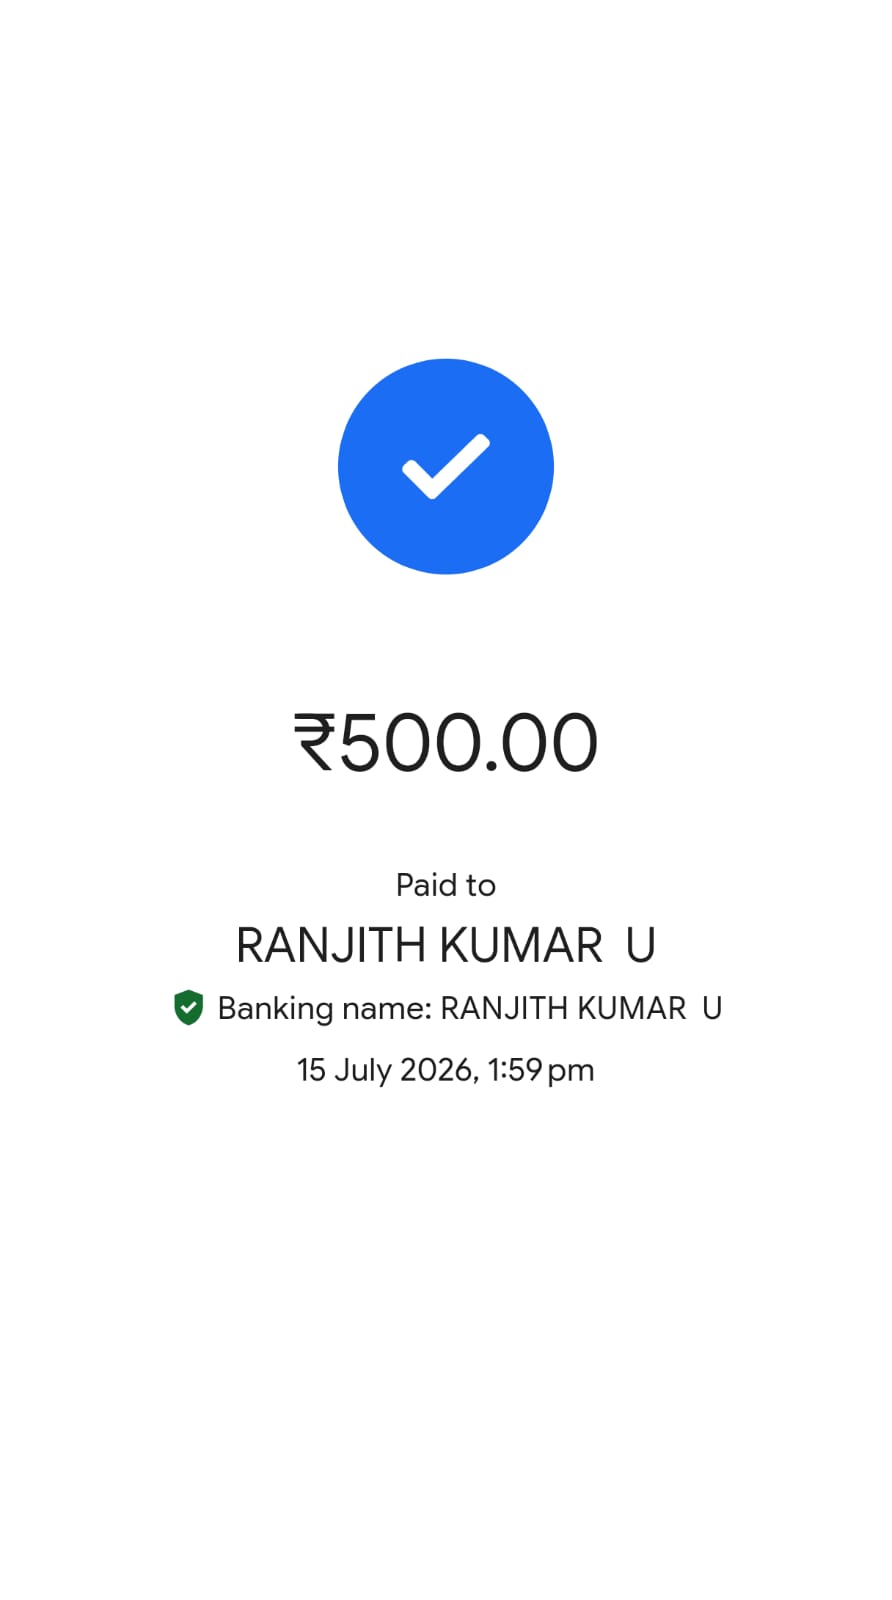 ₹500.00
Paid to
RANJITH KUMAR  U
Banking name: RANJITH KUMAR  U
15 July 2026, 1:59 pm